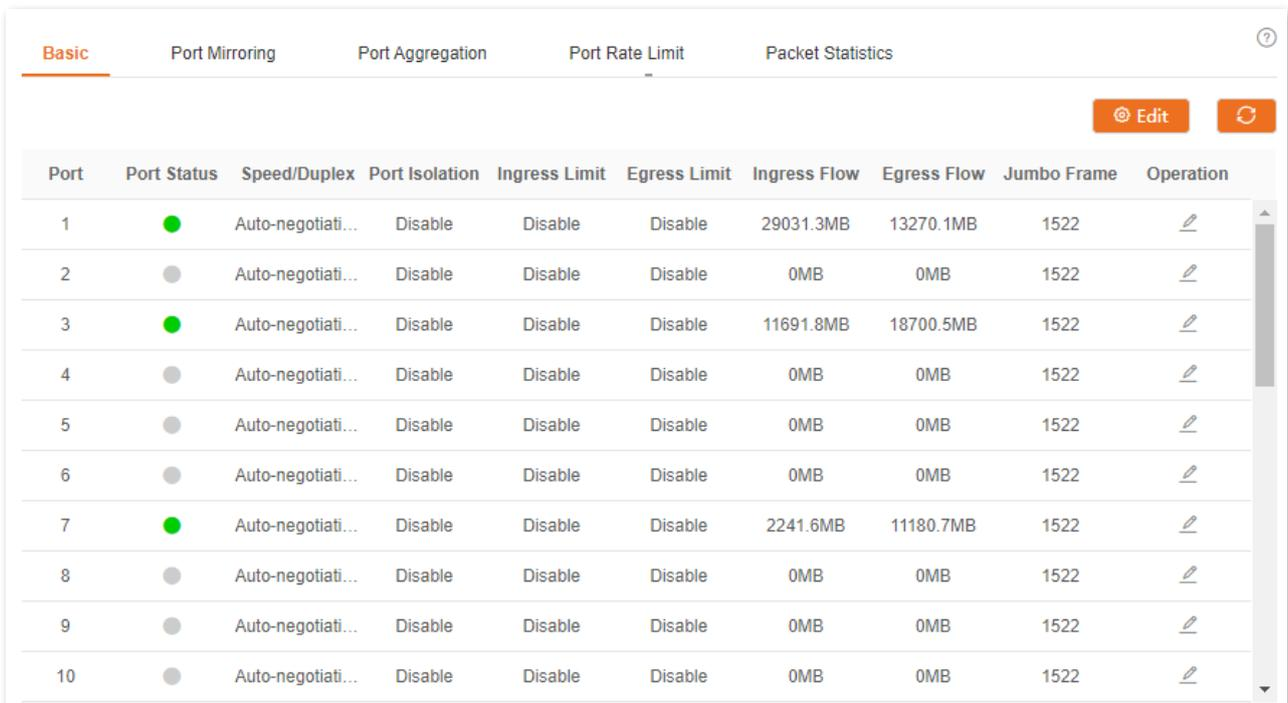 Basic Port Mirroring Port Aggregation Port Rate Limit Packet Statistics
Edit
Port Port Status Speed/Duplex Port Isolation Ingress Limit Egress Limit Ingress Flow Egress Flow Jumbo Frame Operation
1 Auto-negotiati... Disable Disable Disable 29031.3MB 13270.1MB 1522
2 Auto-negotiati... Disable Disable Disable 0MB 0MB 1522
3 Auto-negotiati... Disable Disable Disable 11691.8MB 18700.5MB 1522
4 Auto-negotiati... Disable Disable Disable 0MB 0MB 1522
5 Auto-negotiati... Disable Disable Disable 0MB 0MB 1522
6 Auto-negotiati... Disable Disable Disable 0MB 0MB 1522
7 Auto-negotiati... Disable Disable Disable 2241.6MB 11180.7MB 1522
8 Auto-negotiati... Disable Disable Disable 0MB 0MB 1522
9 Auto-negotiati... Disable Disable Disable 0MB 0MB 1522
10 Auto-negotiati... Disable Disable Disable 0MB 0MB 1522